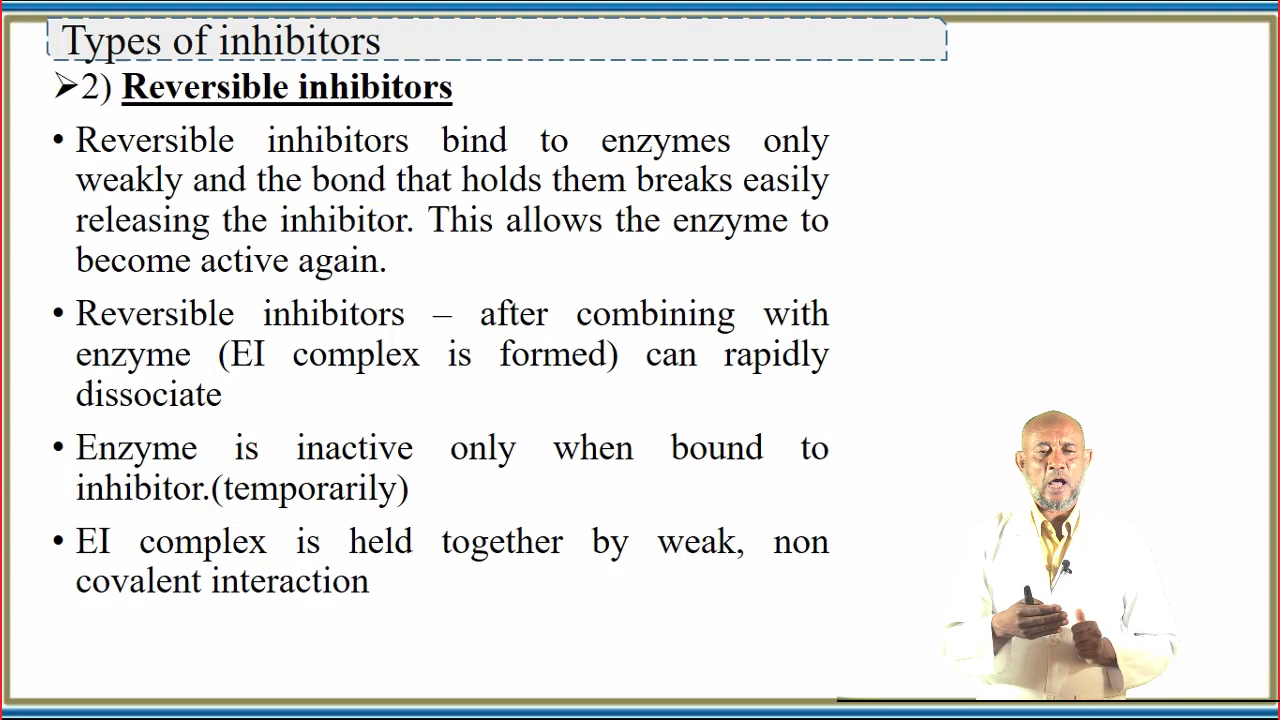 Types of inhibitors
➢2) Reversible inhibitors
• Reversible inhibitors bind to enzymes only
weakly and the bond that holds them breaks easily
releasing the inhibitor. This allows the enzyme to
become active again.
• Reversible inhibitors – after combining with
enzyme (EI complex is formed) can rapidly
dissociate
• Enzyme is inactive only when bound to
inhibitor.(temporarily)
• EI complex is held together by weak, non
covalent interaction